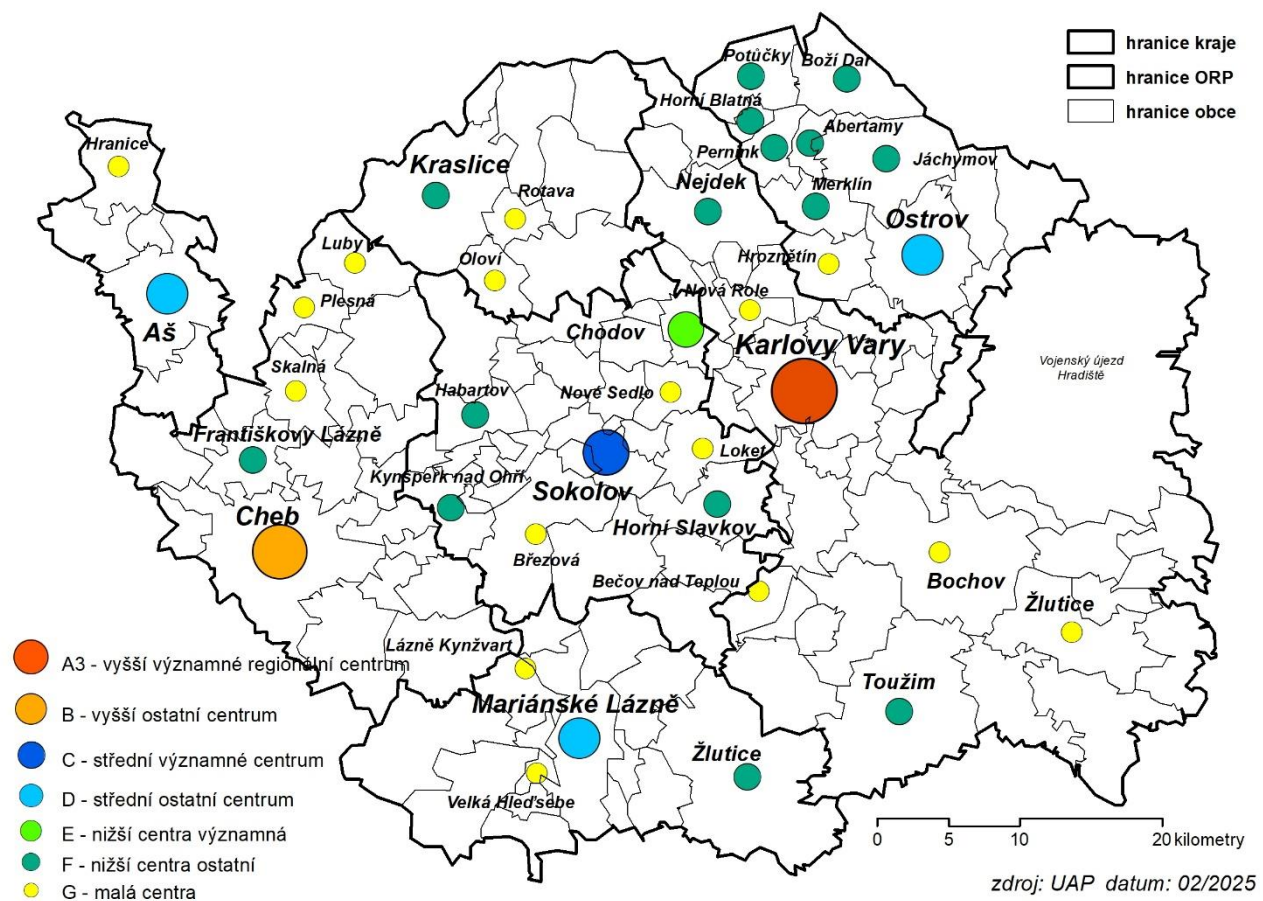 Potůčky
Boží Dar
hranice kraje
hranice ORP
hranice obce
Horní Blatná
Abertamy
Hranice
Pernink
Jáchymov
Kraslice
Nejdek
Merklín
Rotava
Ostrov
Luby
Oloví
Hroznětín
Plesná
Nová Role
Aš
Chodov
Karlovy Vary
Vojenský újezd
Hradiště
Skalná
Habartov
Nové Sedlo
Františkovy Lázně
Loket
Kynšperk nad Ohří
Sokolov
Cheb
Horní Slavkov
Březová
Bečov nad Teplou
Bochov
Žlutice
Lázně Kynžvart
Toužim
Mariánské Lázně
Žlutice
Velká Hleďsebe
A3 - vyšší významné regionální centrum
B - vyšší ostatní centrum
C - střední významné centrum
D - střední ostatní centrum
E - nižší centra významná
F - nižší centra ostatní
G - malá centra
0 5 10 20 kilometry
zdroj: UAP datum: 02/2025